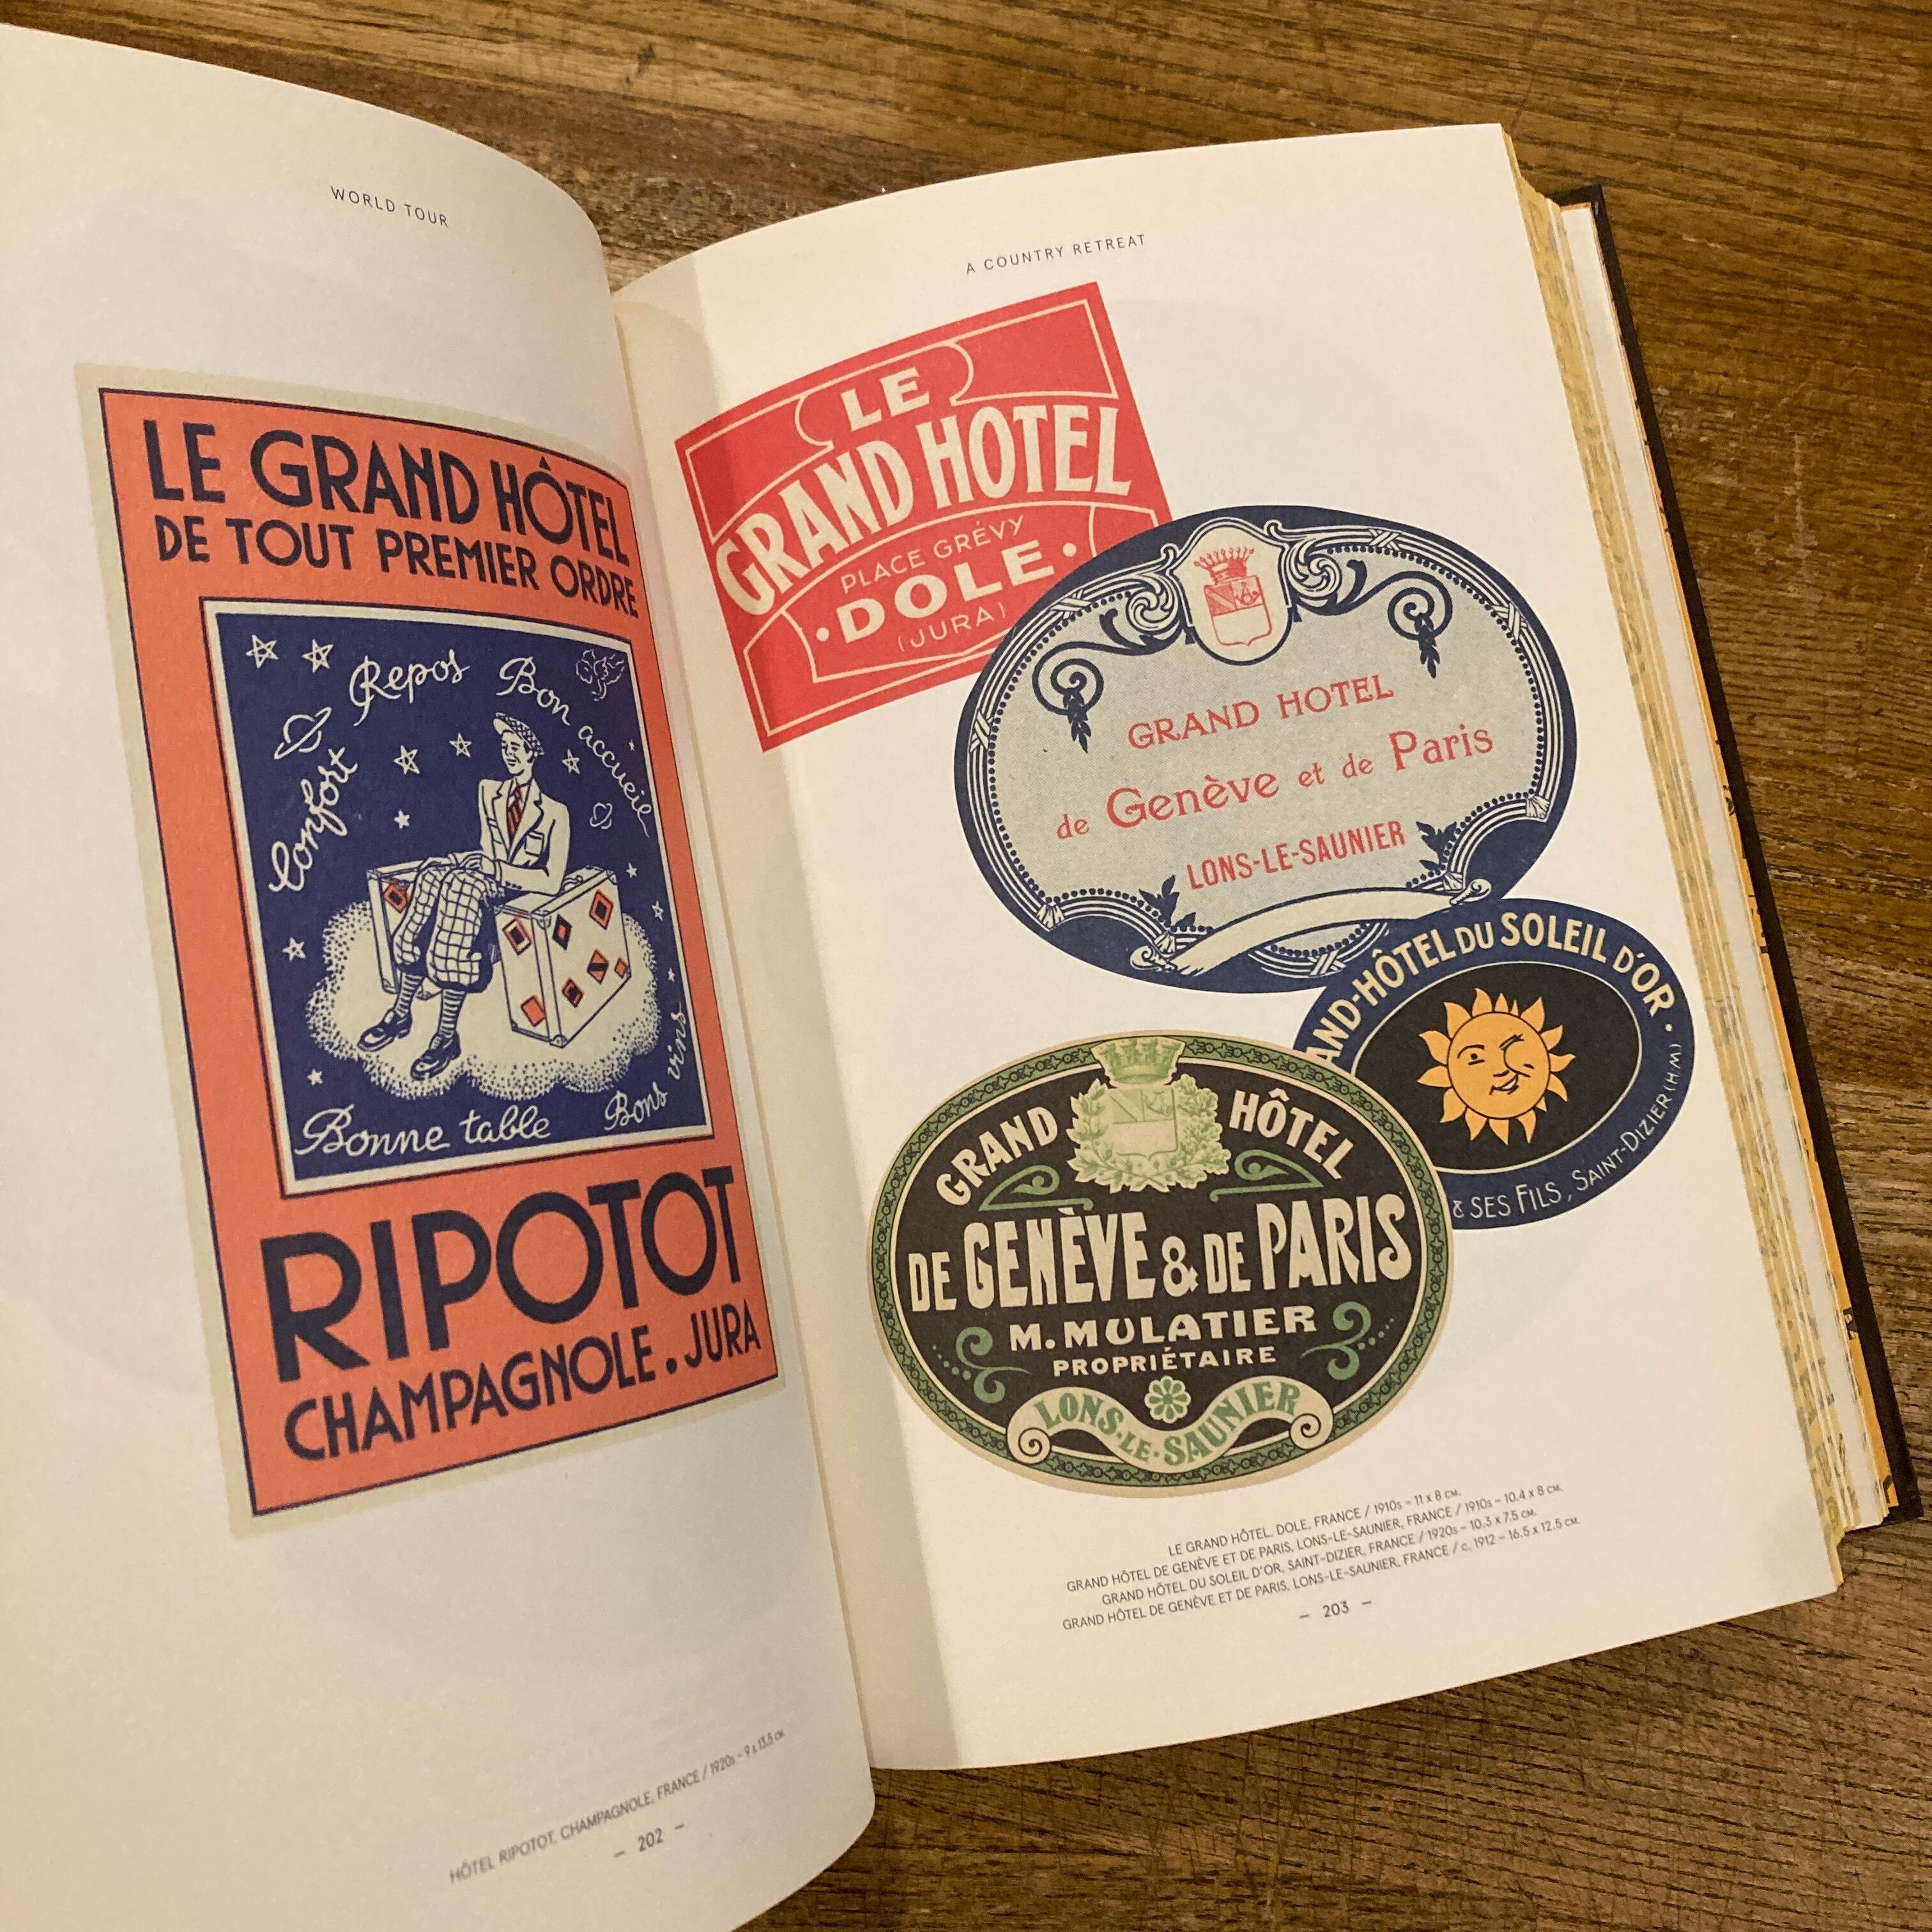 WORLD TOUR
LE GRAND HÔTEL
DE TOUT PREMIER ORDRE
Confort
Repos
Bon accueil
Bonne table
Bons vins
RIPOTOT
CHAMPAGNOLE . JURA
HÔTEL RIPOTOT, CHAMPAGNOLE, FRANCE / 1920s – 9 x 13.5 CM.
– 202 –
A COUNTRY RETREAT
LE
GRAND HOTEL
PLACE GRÉVY
· DOLE ·
(JURA)
GRAND HOTEL
de Genève et de Paris
LONS-LE-SAUNIER
AND-HÔTEL DU SOLEIL D'OR ·
& SES FILS, SAINT-DIZIER (H.M.)
GRAND HÔTEL
DE GENÈVE & DE PARIS
M. MULATIER
PROPRIÉTAIRE
LONS·LE·SAUNIER
LE GRAND HÔTEL, DOLE, FRANCE / 1910s – 11 x 8 CM.
GRAND HÔTEL DE GENÈVE ET DE PARIS, LONS-LE-SAUNIER, FRANCE / 1910s – 10.4 x 8 CM.
GRAND HÔTEL DU SOLEIL D'OR, SAINT-DIZIER, FRANCE / 1920s – 10.3 x 7.5 CM.
GRAND HÔTEL DE GENÈVE ET DE PARIS, LONS-LE-SAUNIER, FRANCE / c. 1912 – 16.5 x 12.5 CM.
– 203 –